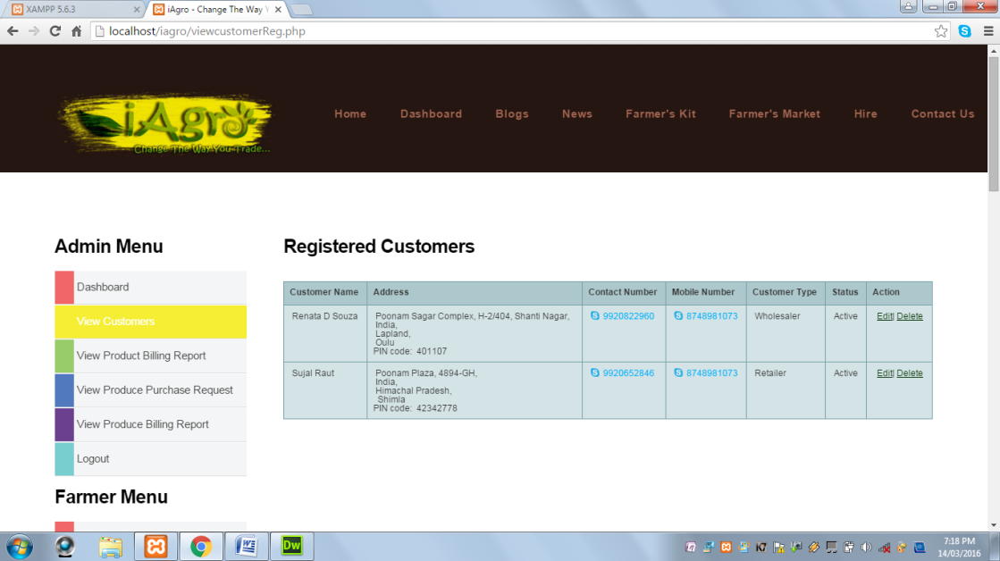 XAMPP 5.6.3
iAgro - Change The Way Y
localhost/iagro/viewcustomerReg.php
iAgro
Change The Way You Trade...
Home Dashboard Blogs News Farmer's Kit Farmer's Market Hire Contact Us
Admin Menu
Dashboard
View Customers
View Product Billing Report
View Produce Purchase Request
View Produce Billing Report
Logout
Farmer Menu
Registered Customers
Customer Name Address Contact Number Mobile Number Customer Type Status Action
Renata D Souza Poonam Sagar Complex, H-2/404, Shanti Nagar, 9920822960 8748981073 Wholesaler Active Edit| Delete
India,
Lapland,
Oulu
PIN code: 401107
Sujal Raut Poonam Plaza, 4894-GH, 9920652846 8748981073 Retailer Active Edit| Delete
India,
Himachal Pradesh,
Shimla
PIN code: 42342778
Dw
7:18 PM
14/03/2016